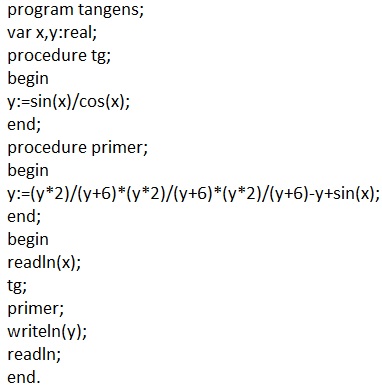 program tangens;
var x,y:real;
procedure tg;
begin
y:=sin(x)/cos(x);
end;
procedure primer;
begin
y:=(y*2)/(y+6)*(y*2)/(y+6)*(y*2)/(y+6)-y+sin(x);
end;
begin
readln(x);
tg;
primer;
writeln(y);
readln;
end.